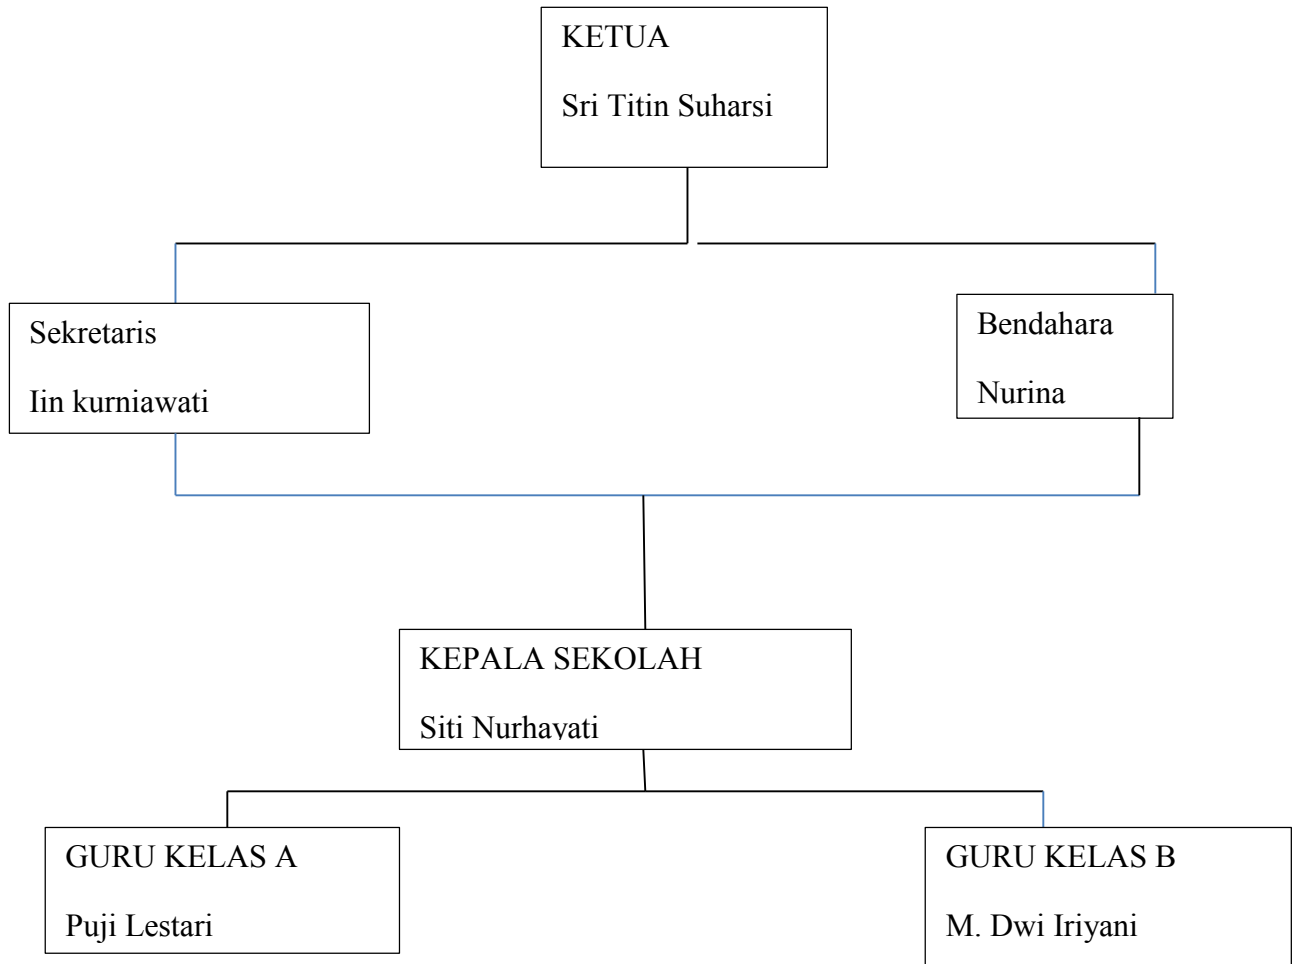 KETUA
Sri Titin Suharsi
Sekretaris
Iin kurniawati
Bendahara
Nurina
KEPALA SEKOLAH
Siti Nurhayati
GURU KELAS A
Puji Lestari
GURU KELAS B
M. Dwi Iriyani